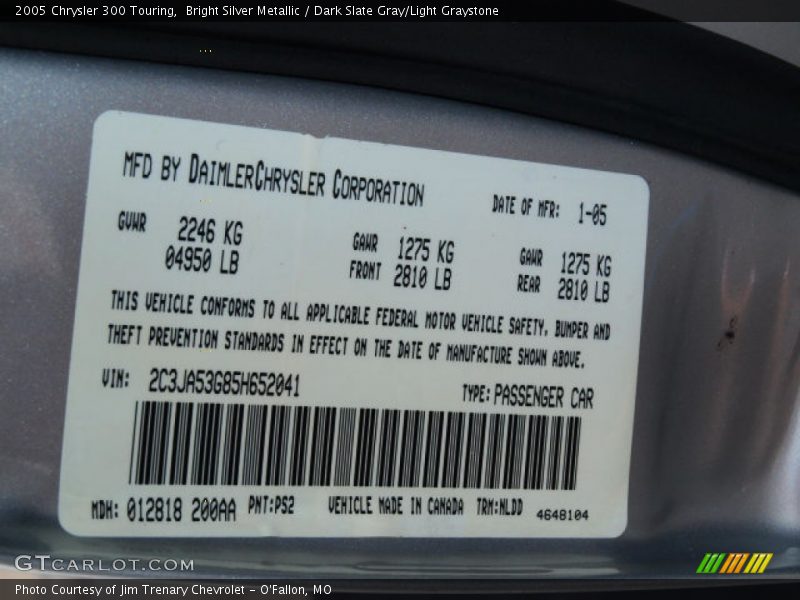 2005 Chrysler 300 Touring,  Bright Silver Metallic / Dark Slate Gray/Light Graystone
MFD BY DAIMLERCHRYSLER CORPORATION
DATE OF MFR: 1-05
GVWR 2246 KG
04950 LB
GAWR 1275 KG
FRONT 2810 LB
GAWR 1275 KG
REAR 2810 LB
THIS VEHICLE CONFORMS TO ALL APPLICABLE FEDERAL MOTOR VEHICLE SAFETY, BUMPER AND
THEFT PREVENTION STANDARDS IN EFFECT ON THE DATE OF MANUFACTURE SHOWN ABOVE.
VIN: 2C3JA53G85H652041
TYPE: PASSENGER CAR
MDH: 012818 200AA PNT:PS2 VEHICLE MADE IN CANADA TRM:NLDD 4648104
GTCARLOT.COM
Photo Courtesy of Jim Trenary Chevrolet - O'Fallon, MO